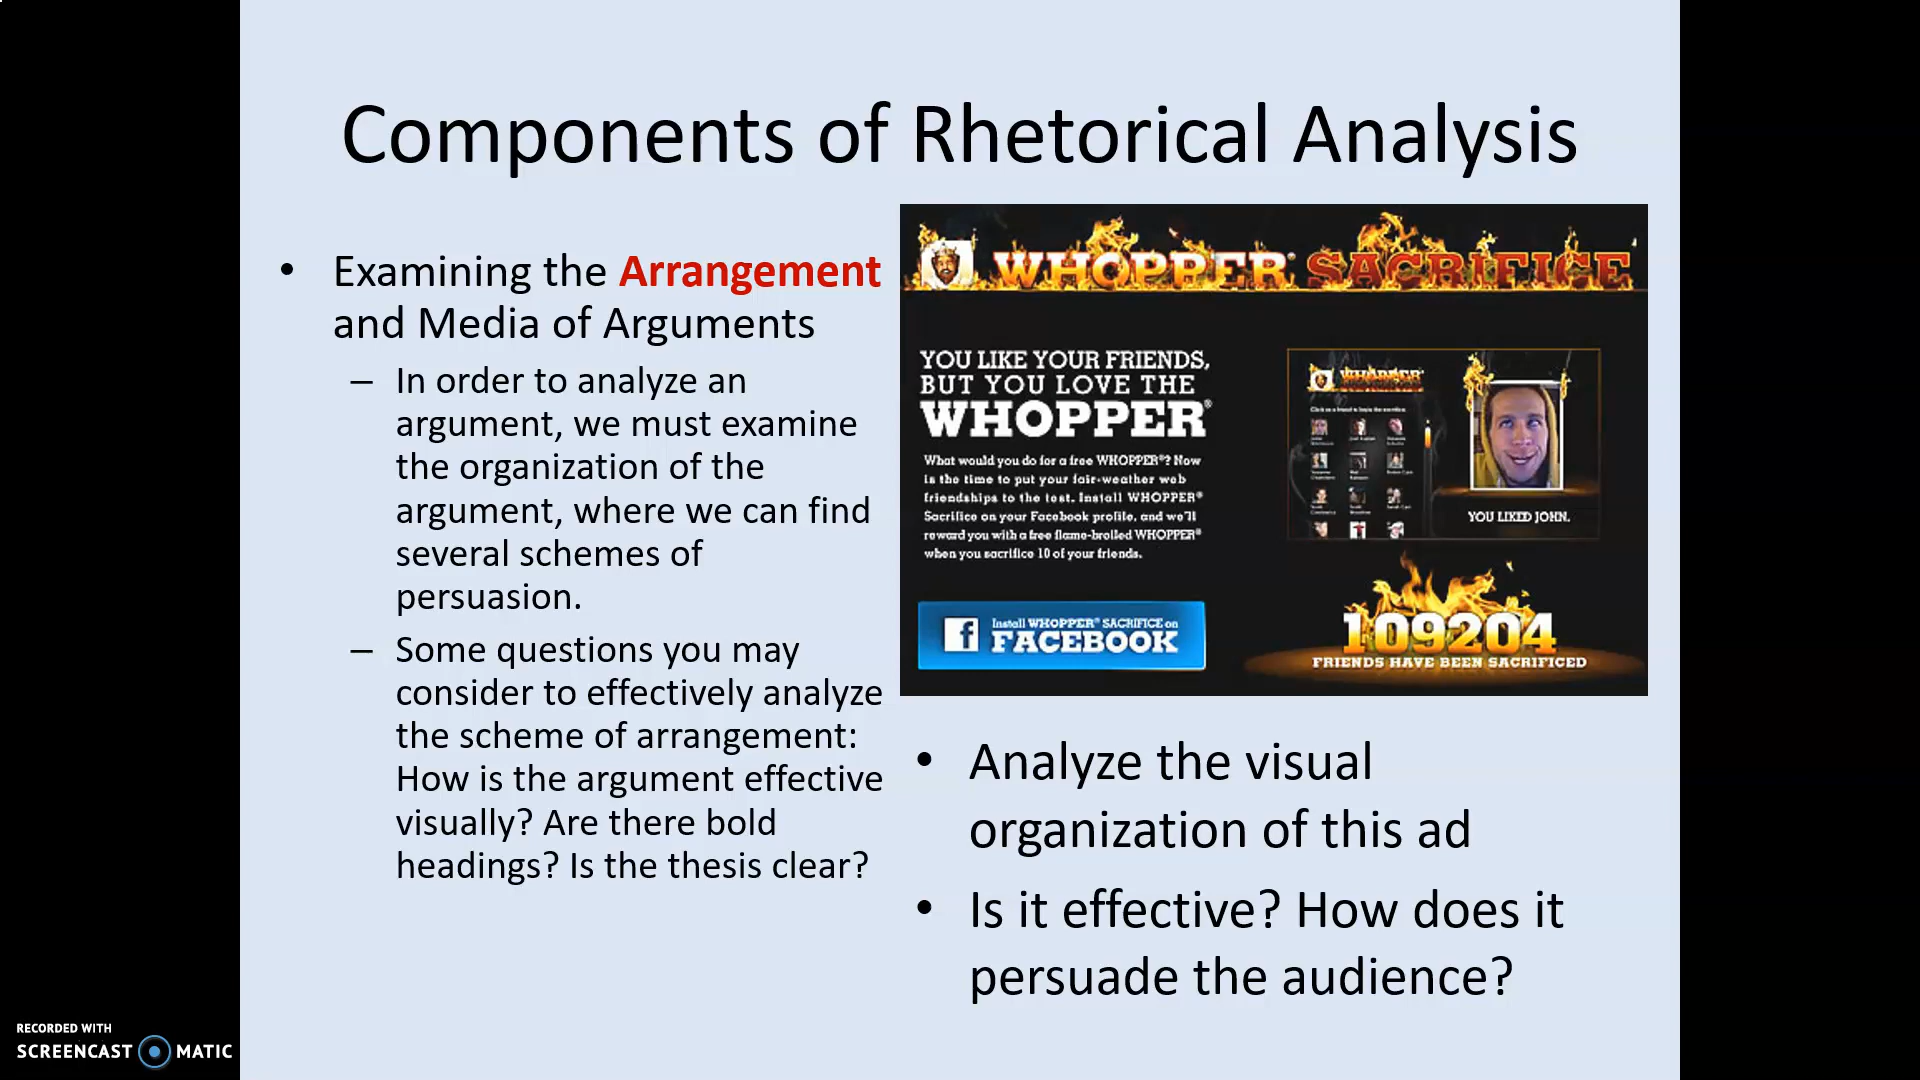 Components of Rhetorical Analysis
• Examining the Arrangement
and Media of Arguments
– In order to analyze an
argument, we must examine
the organization of the
argument, where we can find
several schemes of
persuasion.
– Some questions you may
consider to effectively analyze
the scheme of arrangement:
How is the argument effective
visually? Are there bold
headings? Is the thesis clear?
WHOPPER® SACRIFICE
YOU LIKE YOUR FRIENDS,
BUT YOU LOVE THE
WHOPPER®
What would you do for a free WHOPPER®? Now
is the time to put your fair-weather web
friendships to the test. Install WHOPPER®
Sacrifice on your Facebook profile, and we'll
reward you with a free flame-broiled WHOPPER®
when you sacrifice 10 of your friends.
f Install WHOPPER® SACRIFICE on
FACEBOOK
WHOPPER
YOU LIKED JOHN.
109204
FRIENDS HAVE BEEN SACRIFICED
• Analyze the visual
organization of this ad
• Is it effective? How does it
persuade the audience?
RECORDED WITH
SCREENCAST MATIC